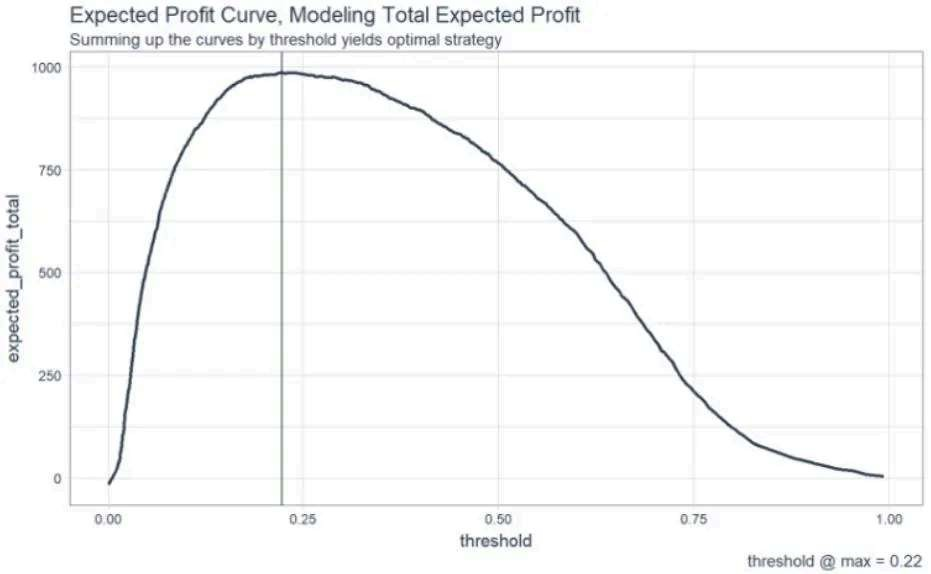 Expected Profit Curve, Modeling Total Expected Profit
Summing up the curves by threshold yields optimal strategy
1000
750
500
250
0
expected_profit_total
0.00 0.25 0.50 0.75 1.00
threshold
threshold @ max = 0.22